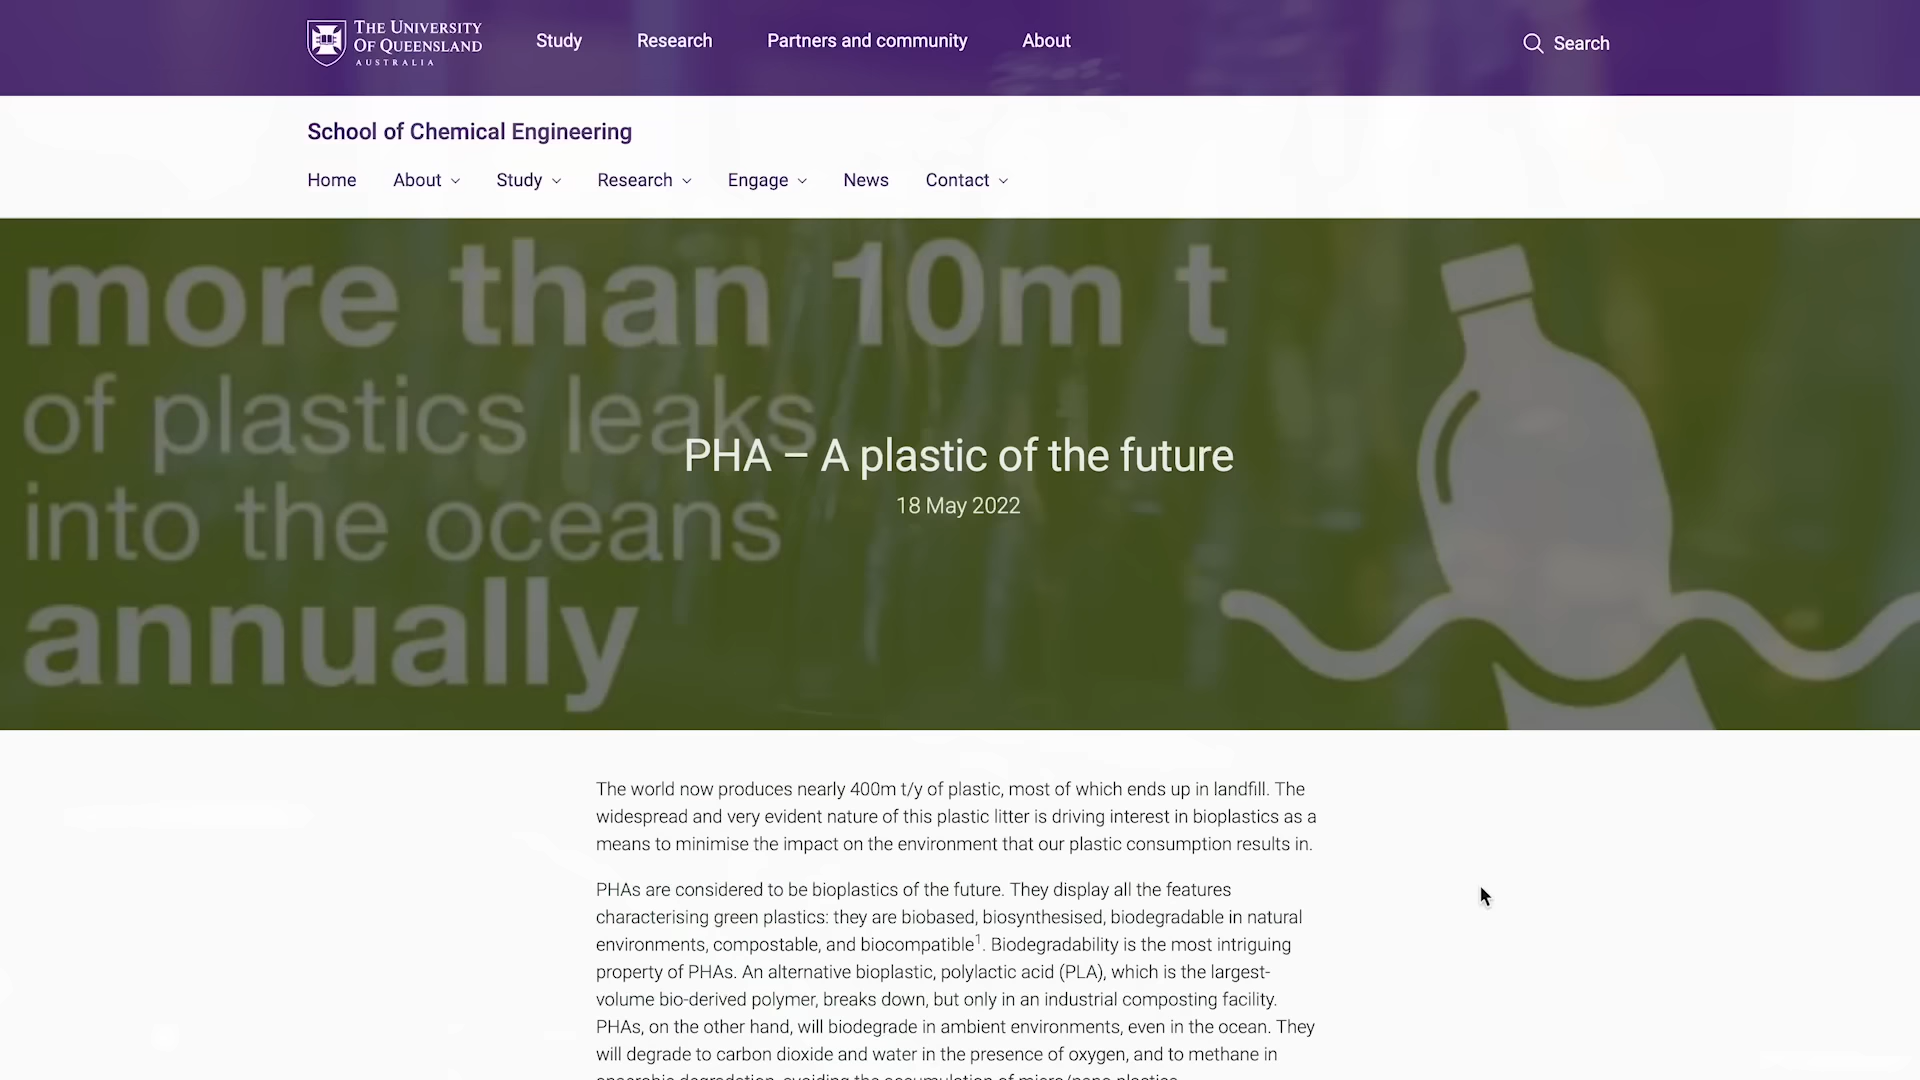 THE UNIVERSITY
OF QUEENSLAND
AUSTRALIA
Study
Research
Partners and community
About
Search
School of Chemical Engineering
Home
About
Study
Research
Engage
News
Contact
more than 10m t
of plastics leaks
into the oceans
annually
PHA – A plastic of the future
18 May 2022
The world now produces nearly 400m t/y of plastic, most of which ends up in landfill. The
widespread and very evident nature of this plastic litter is driving interest in bioplastics as a
means to minimise the impact on the environment that our plastic consumption results in.
PHAs are considered to be bioplastics of the future. They display all the features
characterising green plastics: they are biobased, biosynthesised, biodegradable in natural
environments, compostable, and biocompatible¹. Biodegradability is the most intriguing
property of PHAs. An alternative bioplastic, polylactic acid (PLA), which is the largest-
volume bio-derived polymer, breaks down, but only in an industrial composting facility.
PHAs, on the other hand, will biodegrade in ambient environments, even in the ocean. They
will degrade to carbon dioxide and water in the presence of oxygen, and to methane in
anaerobic degradation, avoiding the accumulation of micro/nano plastics.